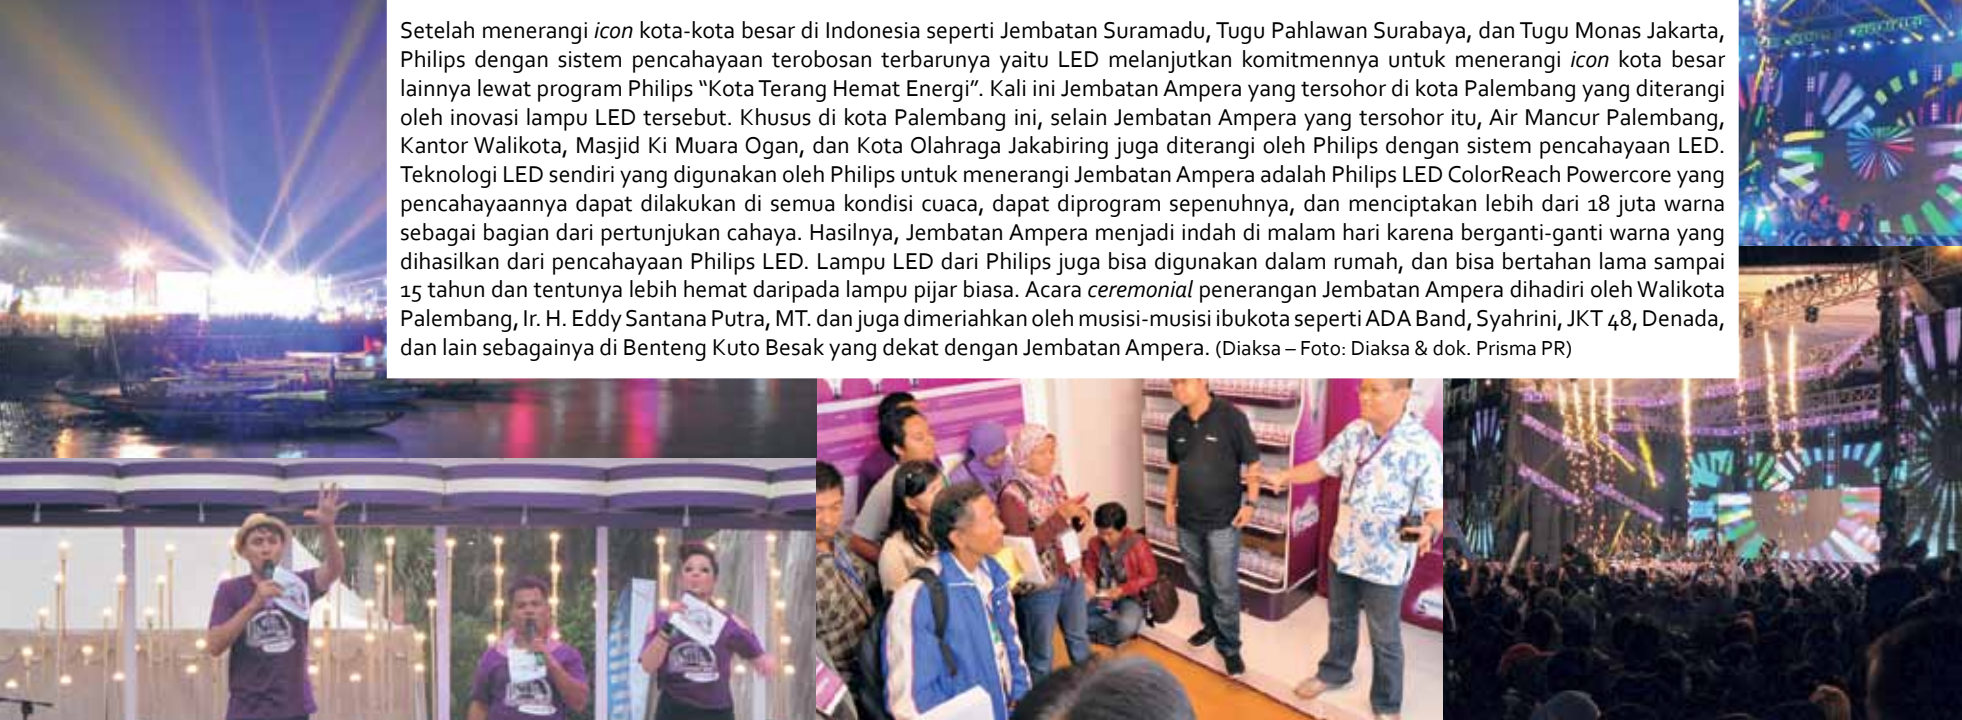 Setelah menerangi icon kota-kota besar di Indonesia seperti Jembatan Suramadu, Tugu Pahlawan Surabaya, dan Tugu Monas Jakarta,
Philips dengan sistem pencahayaan terobosan terbarunya yaitu LED melanjutkan komitmennya untuk menerangi icon kota besar
lainnya lewat program Philips “Kota Terang Hemat Energi”. Kali ini Jembatan Ampera yang tersohor di kota Palembang yang diterangi
oleh inovasi lampu LED tersebut. Khusus di kota Palembang ini, selain Jembatan Ampera yang tersohor itu, Air Mancur Palembang,
Kantor Walikota, Masjid Ki Muara Ogan, dan Kota Olahraga Jakabiring juga diterangi oleh Philips dengan sistem pencahayaan LED.
Teknologi LED sendiri yang digunakan oleh Philips untuk menerangi Jembatan Ampera adalah Philips LED ColorReach Powercore yang
pencahayaannya dapat dilakukan di semua kondisi cuaca, dapat diprogram sepenuhnya, dan menciptakan lebih dari 18 juta warna
sebagai bagian dari pertunjukan cahaya. Hasilnya, Jembatan Ampera menjadi indah di malam hari karena berganti-ganti warna yang
dihasilkan dari pencahayaan Philips LED. Lampu LED dari Philips juga bisa digunakan dalam rumah, dan bisa bertahan lama sampai
15 tahun dan tentunya lebih hemat daripada lampu pijar biasa. Acara ceremonial penerangan Jembatan Ampera dihadiri oleh Walikota
Palembang, Ir. H. Eddy Santana Putra, MT. dan juga dimeriahkan oleh musisi-musisi ibukota seperti ADA Band, Syahrini, JKT 48, Denada,
dan lain sebagainya di Benteng Kuto Besak yang dekat dengan Jembatan Ampera. (Diaksa – Foto: Diaksa & dok. Prisma PR)